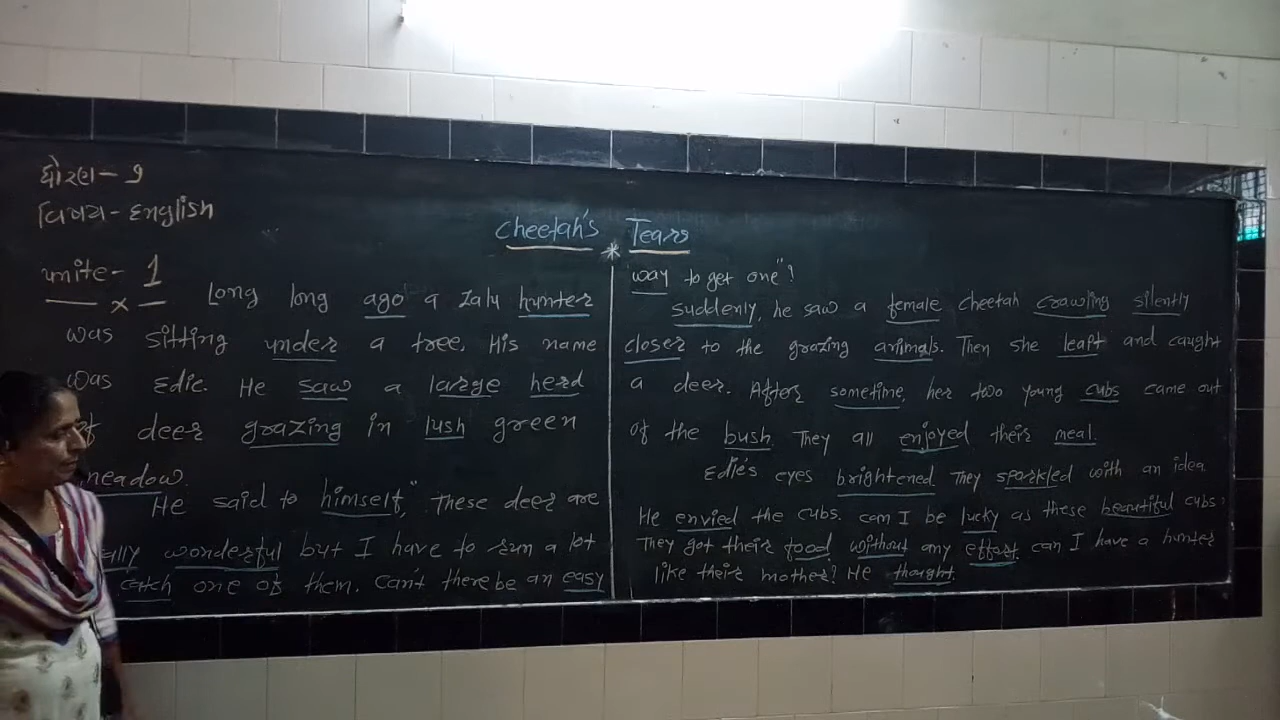 ધોરણ - 9
વિષય - English
Cheetah's Tears
unite - 1
Long long ago a Zalu hunter
was sitting under a tree. His name
was Edie. He saw a large herd
of deer grazing in lush green
meadow.
He said to himself," These deer are
wonderful but I have to run a lot
catch one of them. Can't there be an easy
"way to get one"?
suddenly, he saw a female cheetah crawling silently
closer to the grazing animals. Then she leapt and caught
a deer. After sometime, her two young cubs came out
of the bush. They all enjoyed their meal.
Edie's eyes brightened They sparkled with an idea.
He envied the cubs. can I be lucky as these beautiful cubs?
They got their food without any effort. can I have a hunter
like their mother? He thought.